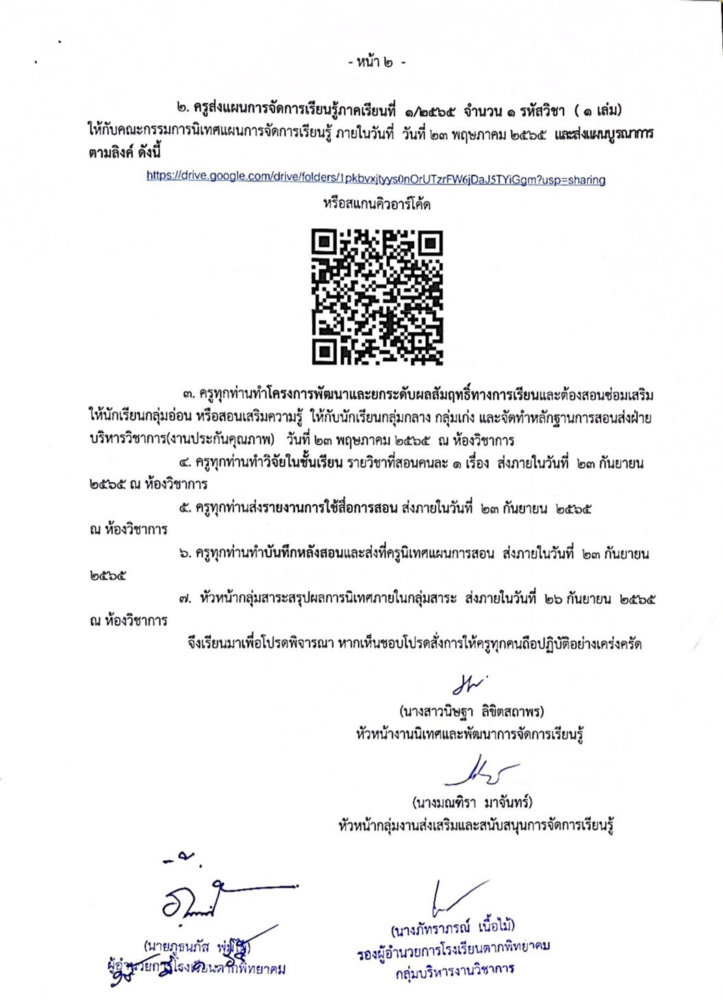 - หน้า ๒ -
๒. ครูส่งแผนการจัดการเรียนรู้ภาคเรียนที่ ๑/๒๕๖๕ จำนวน ๑ รหัสวิชา ( ๑ เล่ม)
ให้กับคณะกรรมการนิเทศแผนการจัดการเรียนรู้ ภายในวันที่ วันที่ ๒๓ พฤษภาคม ๒๕๖๕ และส่งแผนบูรณาการ
ตามลิงค์ ดังนี้
https://drive.google.com/drive/folders/1pkbvxjtyys0nOrUTzrFW6jDaJ5TYiGgm?usp=sharing
หรือสแกนคิวอาร์โค้ด
๓. ครูทุกท่านทำโครงการพัฒนาและยกระดับผลสัมฤทธิ์ทางการเรียนและต้องสอนซ่อมเสริม
ให้นักเรียนกลุ่มอ่อน หรือสอนเสริมความรู้ ให้กับนักเรียนกลุ่มกลาง กลุ่มเก่ง และจัดทำหลักฐานการสอนส่งฝ่าย
บริหารวิชาการ(งานประกันคุณภาพ) วันที่ ๒๓ พฤษภาคม ๒๕๖๕ ณ ห้องวิชาการ
๔. ครูทุกท่านทำวิจัยในชั้นเรียน รายวิชาที่สอนคนละ ๑ เรื่อง ส่งภายในวันที่ ๒๓ กันยายน
๒๕๖๕ ณ ห้องวิชาการ
๕. ครูทุกท่านส่งรายงานการใช้สื่อการสอน ส่งภายในวันที่ ๒๓ กันยายน ๒๕๖๕
ณ ห้องวิชาการ
๖. ครูทุกท่านทำบันทึกหลังสอนและส่งที่ครูนิเทศแผนการสอน ส่งภายในวันที่ ๒๓ กันยายน
๒๕๖๕
๗. หัวหน้ากลุ่มสาระสรุปผลการนิเทศภายในกลุ่มสาระ ส่งภายในวันที่ ๒๖ กันยายน ๒๕๖๕
ณ ห้องวิชาการ
จึงเรียนมาเพื่อโปรดพิจารณา หากเห็นชอบโปรดสั่งการให้ครูทุกคนถือปฏิบัติอย่างเคร่งครัด
(นางสาวนิษฐา ลิขิตสถาพร)
หัวหน้างานนิเทศและพัฒนาการจัดการเรียนรู้
(นางมณฑิรา มาจันทร์)
หัวหน้ากลุ่มงานส่งเสริมและสนับสนุนการจัดการเรียนรู้
(นายภูธนภัส
ผู้อำนวยการโรงเรียนตากพิทยาคม
(นางภัทราภรณ์ เนื้อไม้)
รองผู้อำนวยการโรงเรียนตากพิทยาคม
กลุ่มบริหารงานวิชาการ